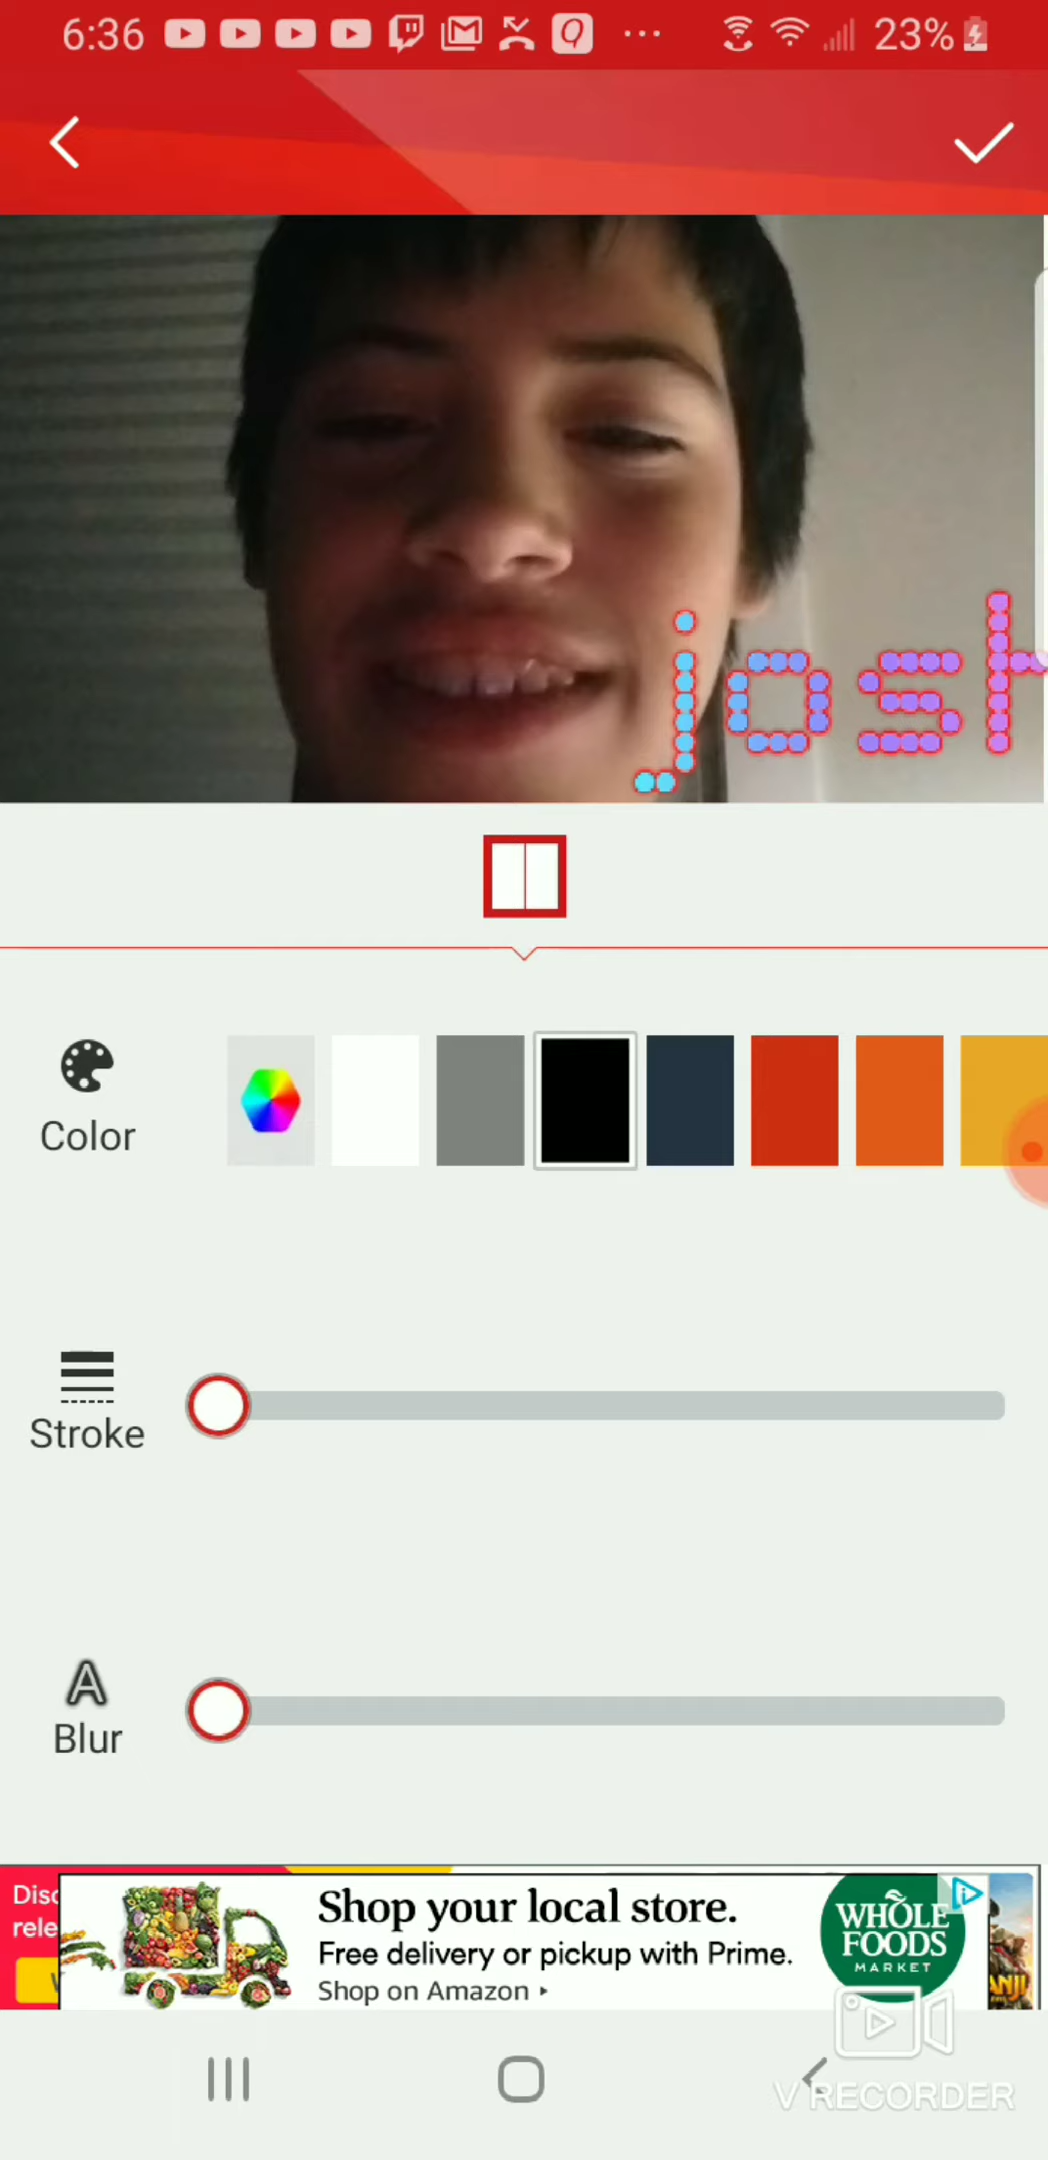 6:36
23%
josh
Color
Stroke
A
Blur
Shop your local store.
Free delivery or pickup with Prime.
Shop on Amazon
WHOLE
FOODS
MARKET
V RECORDER